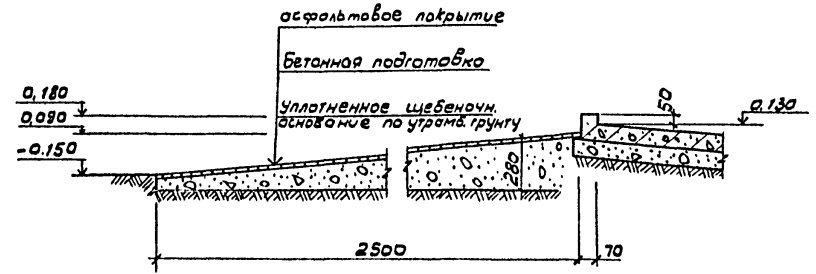 асфальтовое покрытие
Бетонная подготовка
Уплотненное щебеночн.
основание по утрамб. грунту
0,180
0,090
-0.150
50
0.130
280
2500
70